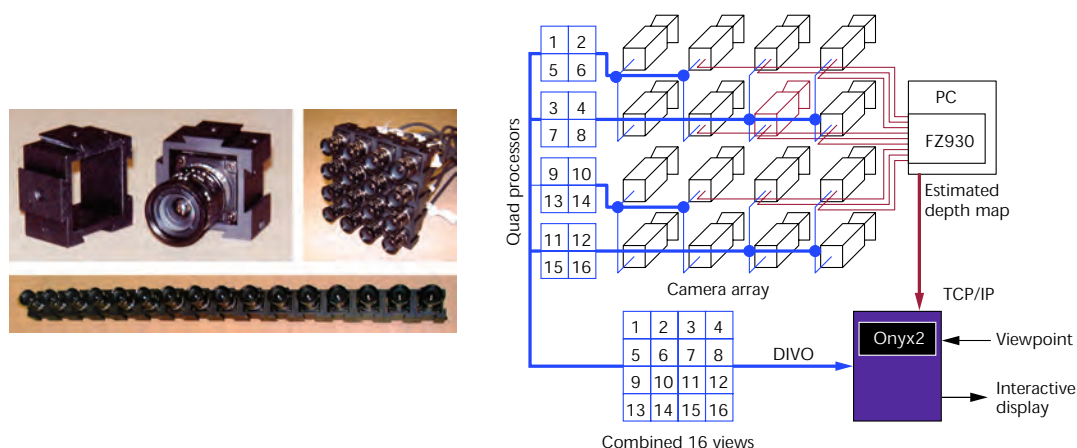 Quad processors
1 2
5 6
3 4
7 8
9 10
13 14
11 12
15 16
PC
FZ930
Estimated
depth map
Camera array
TCP/IP
1 2 3 4
5 6 7 8
9 10 11 12
13 14 15 16
DIVO
Onyx2
Viewpoint
Interactive
display
Combined 16 views